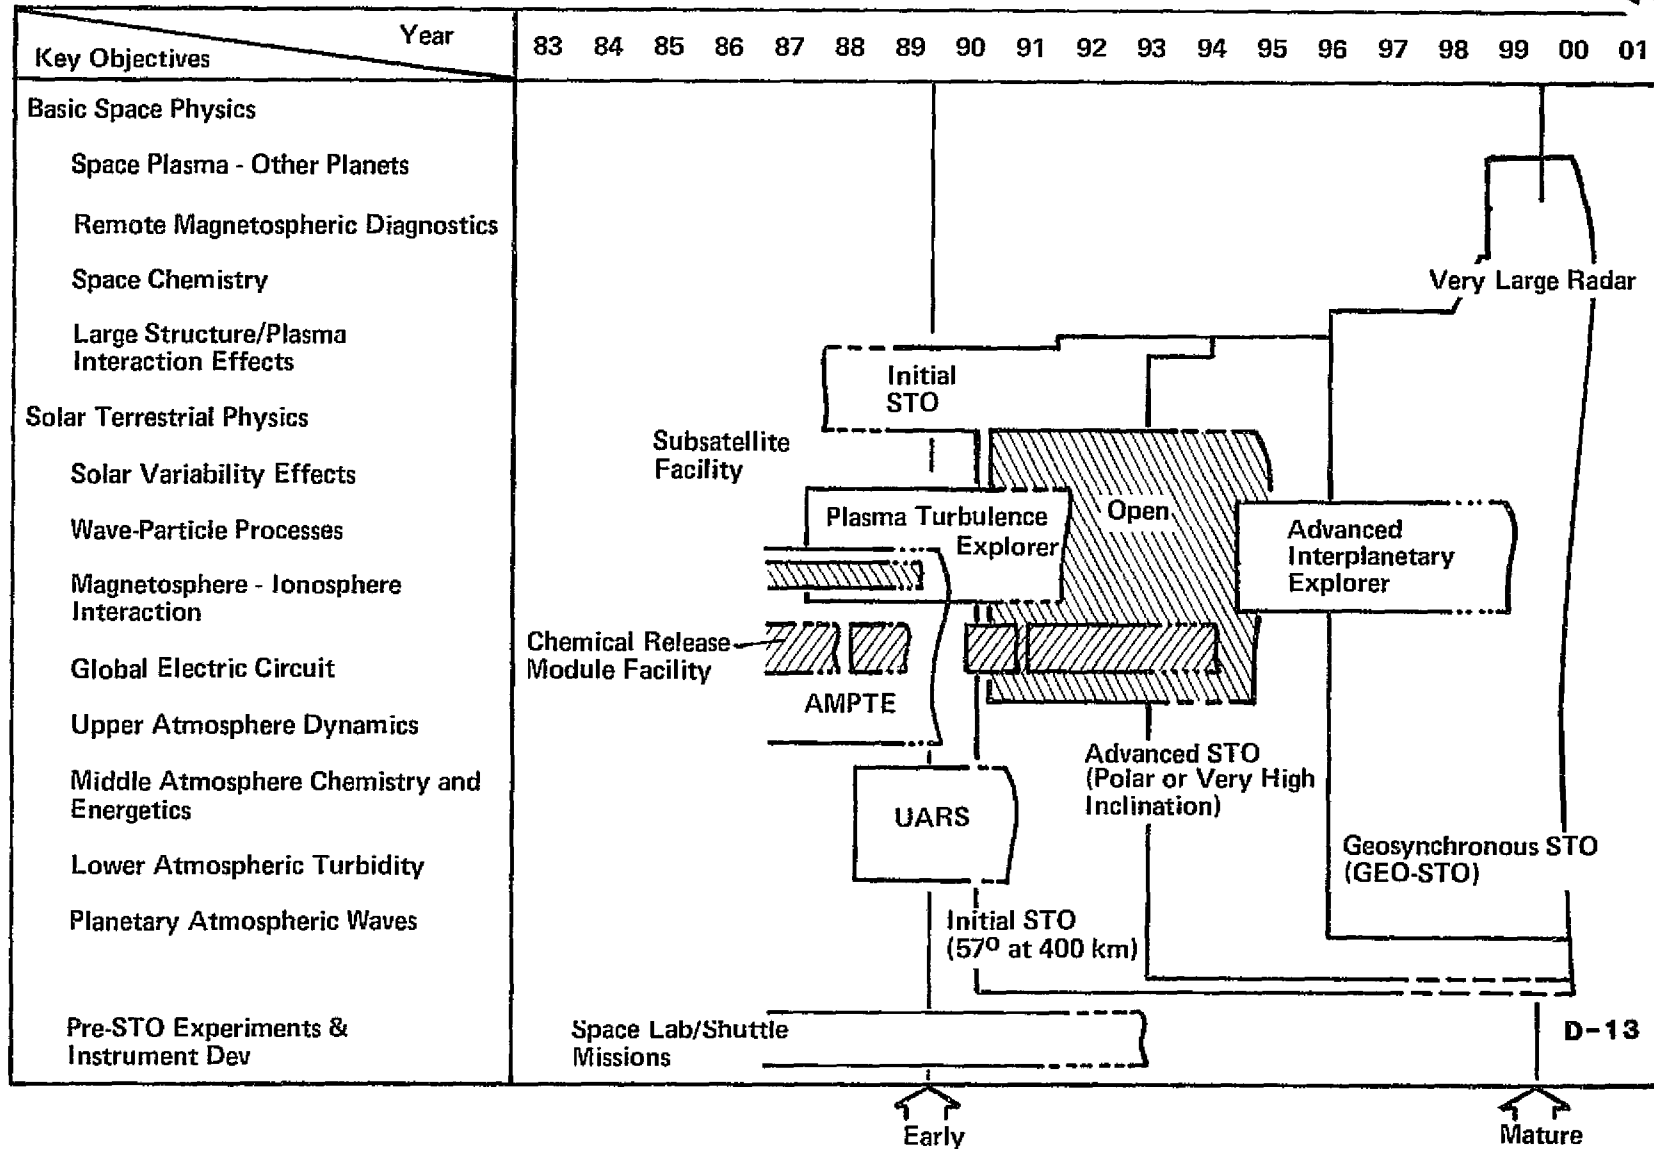 Year
Key Objectives
83 84 85 86 87 88 89 90 91 92 93 94 95 96 97 98 99 00 01
Basic Space Physics
Space Plasma - Other Planets
Remote Magnetospheric Diagnostics
Space Chemistry
Very Large Radar
Large Structure/Plasma
Interaction Effects
Initial
STO
Solar Terrestrial Physics
Subsatellite
Facility
Solar Variability Effects
Plasma Turbulence
Explorer
Open
Advanced
Interplanetary
Explorer
Wave-Particle Processes
Magnetosphere - Ionosphere
Interaction
Chemical Release
Module Facility
Global Electric Circuit
AMPTE
Upper Atmosphere Dynamics
Advanced STO
(Polar or Very High
Inclination)
Middle Atmosphere Chemistry and
Energetics
UARS
Geosynchronous STO
(GEO-STO)
Lower Atmospheric Turbidity
Planetary Atmospheric Waves
Initial STO
(57º at 400 km)
Pre-STO Experiments &
Instrument Dev
Space Lab/Shuttle
Missions
D-13
Early
Mature